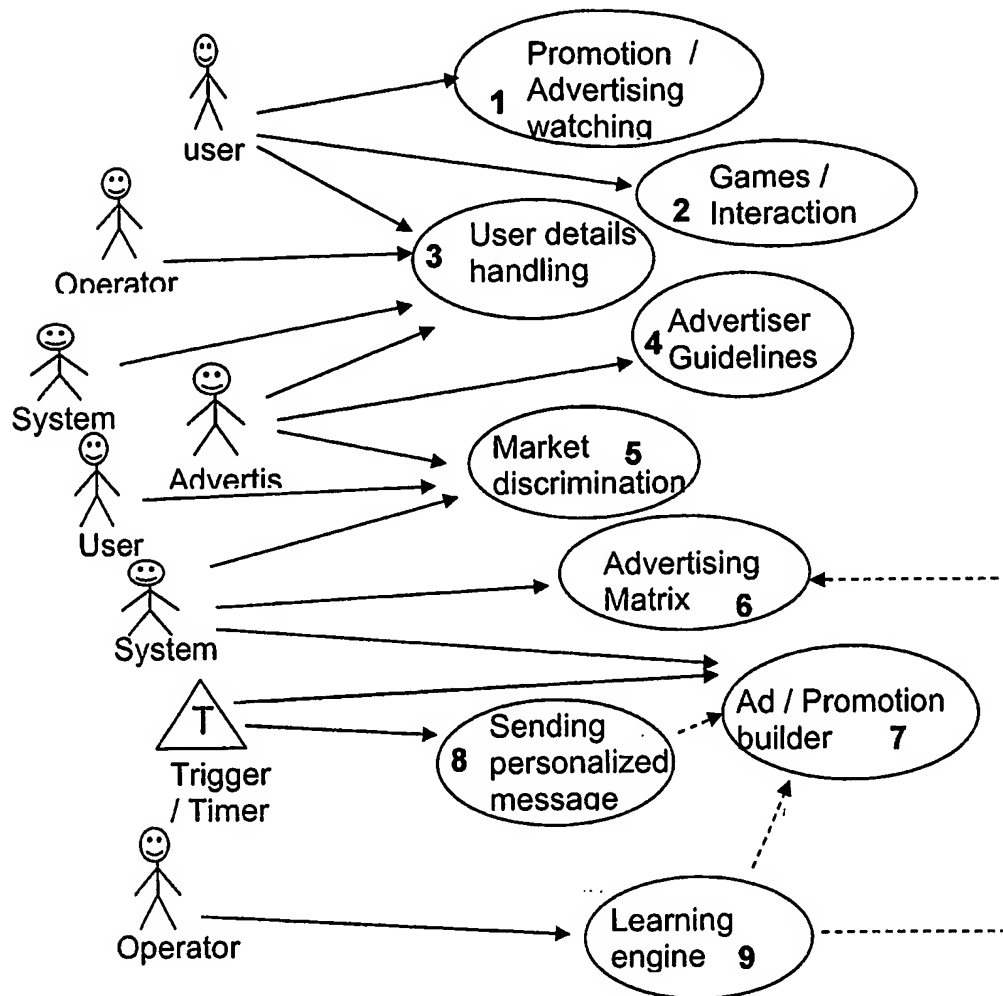 Promotion /
1 Advertising
watching
user
Games /
2 Interaction
User details
3 handling
Operator
Advertiser
4 Guidelines
System
Market 5
discrimination
Advertis
User
Advertising
Matrix 6
System
Ad / Promotion
builder 7
T
Sending
8 personalized
message
Trigger
/ Timer
Learning
engine 9
Operator